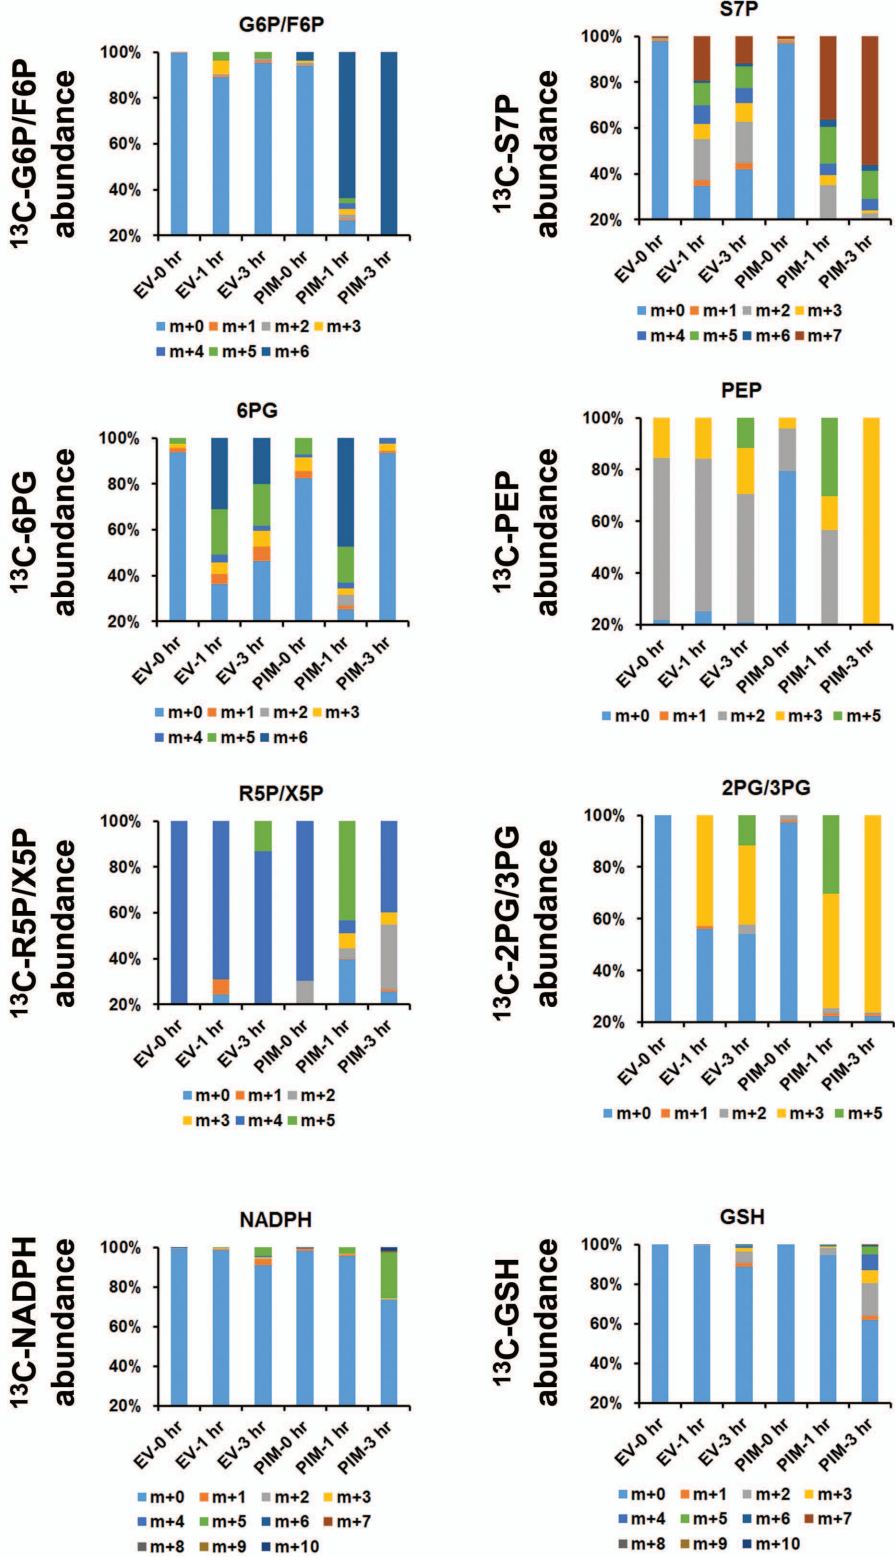 G6P/F6P
¹³C-G6P/F6P
abundance
100%
80%
60%
40%
20%
EV-0 hr
EV-1 hr
EV-3 hr
PIM-0 hr
PIM-1 hr
PIM-3 hr
m+0 m+1 m+2 m+3
m+4 m+5 m+6
S7P
¹³C-S7P
abundance
100%
80%
60%
40%
20%
EV-0 hr
EV-1 hr
EV-3 hr
PIM-0 hr
PIM-1 hr
PIM-3 hr
m+0 m+1 m+2 m+3
m+4 m+5 m+6 m+7
6PG
¹³C-6PG
abundance
100%
80%
60%
40%
20%
EV-0 hr
EV-1 hr
EV-3 hr
PIM-0 hr
PIM-1 hr
PIM-3 hr
m+0 m+1 m+2 m+3
m+4 m+5 m+6
PEP
¹³C-PEP
abundance
100%
80%
60%
40%
20%
EV-0 hr
EV-1 hr
EV-3 hr
PIM-0 hr
PIM-1 hr
PIM-3 hr
m+0 m+1 m+2 m+3 m+5
R5P/X5P
¹³C-R5P/X5P
abundance
100%
80%
60%
40%
20%
EV-0 hr
EV-1 hr
EV-3 hr
PIM-0 hr
PIM-1 hr
PIM-3 hr
m+0 m+1 m+2
m+3 m+4 m+5
2PG/3PG
¹³C-2PG/3PG
abundance
100%
80%
60%
40%
20%
EV-0 hr
EV-1 hr
EV-3 hr
PIM-0 hr
PIM-1 hr
PIM-3 hr
m+0 m+1 m+2 m+3 m+5
NADPH
¹³C-NADPH
abundance
100%
80%
60%
40%
20%
EV-0 hr
EV-1 hr
EV-3 hr
PIM-0 hr
PIM-1 hr
PIM-3 hr
m+0 m+1 m+2 m+3
m+4 m+5 m+6 m+7
m+8 m+9 m+10
GSH
¹³C-GSH
abundance
100%
80%
60%
40%
20%
EV-0 hr
EV-1 hr
EV-3 hr
PIM-0 hr
PIM-1 hr
PIM-3 hr
m+0 m+1 m+2 m+3
m+4 m+5 m+6 m+7
m+8 m+9 m+10